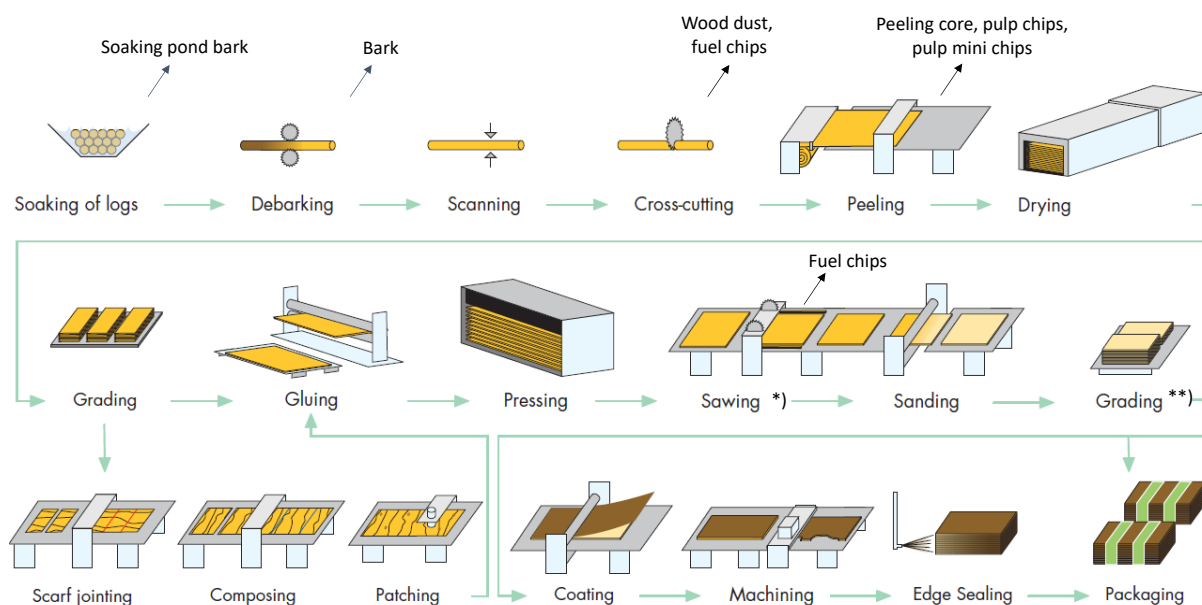 Soaking pond bark
Bark
Wood dust,
fuel chips
Peeling core, pulp chips,
pulp mini chips
Soaking of logs
Debarking
Scanning
Cross-cutting
Peeling
Drying
Fuel chips
Grading
Gluing
Pressing
Sawing *)
Sanding
Grading **)
Scarf jointing
Composing
Patching
Coating
Machining
Edge Sealing
Packaging